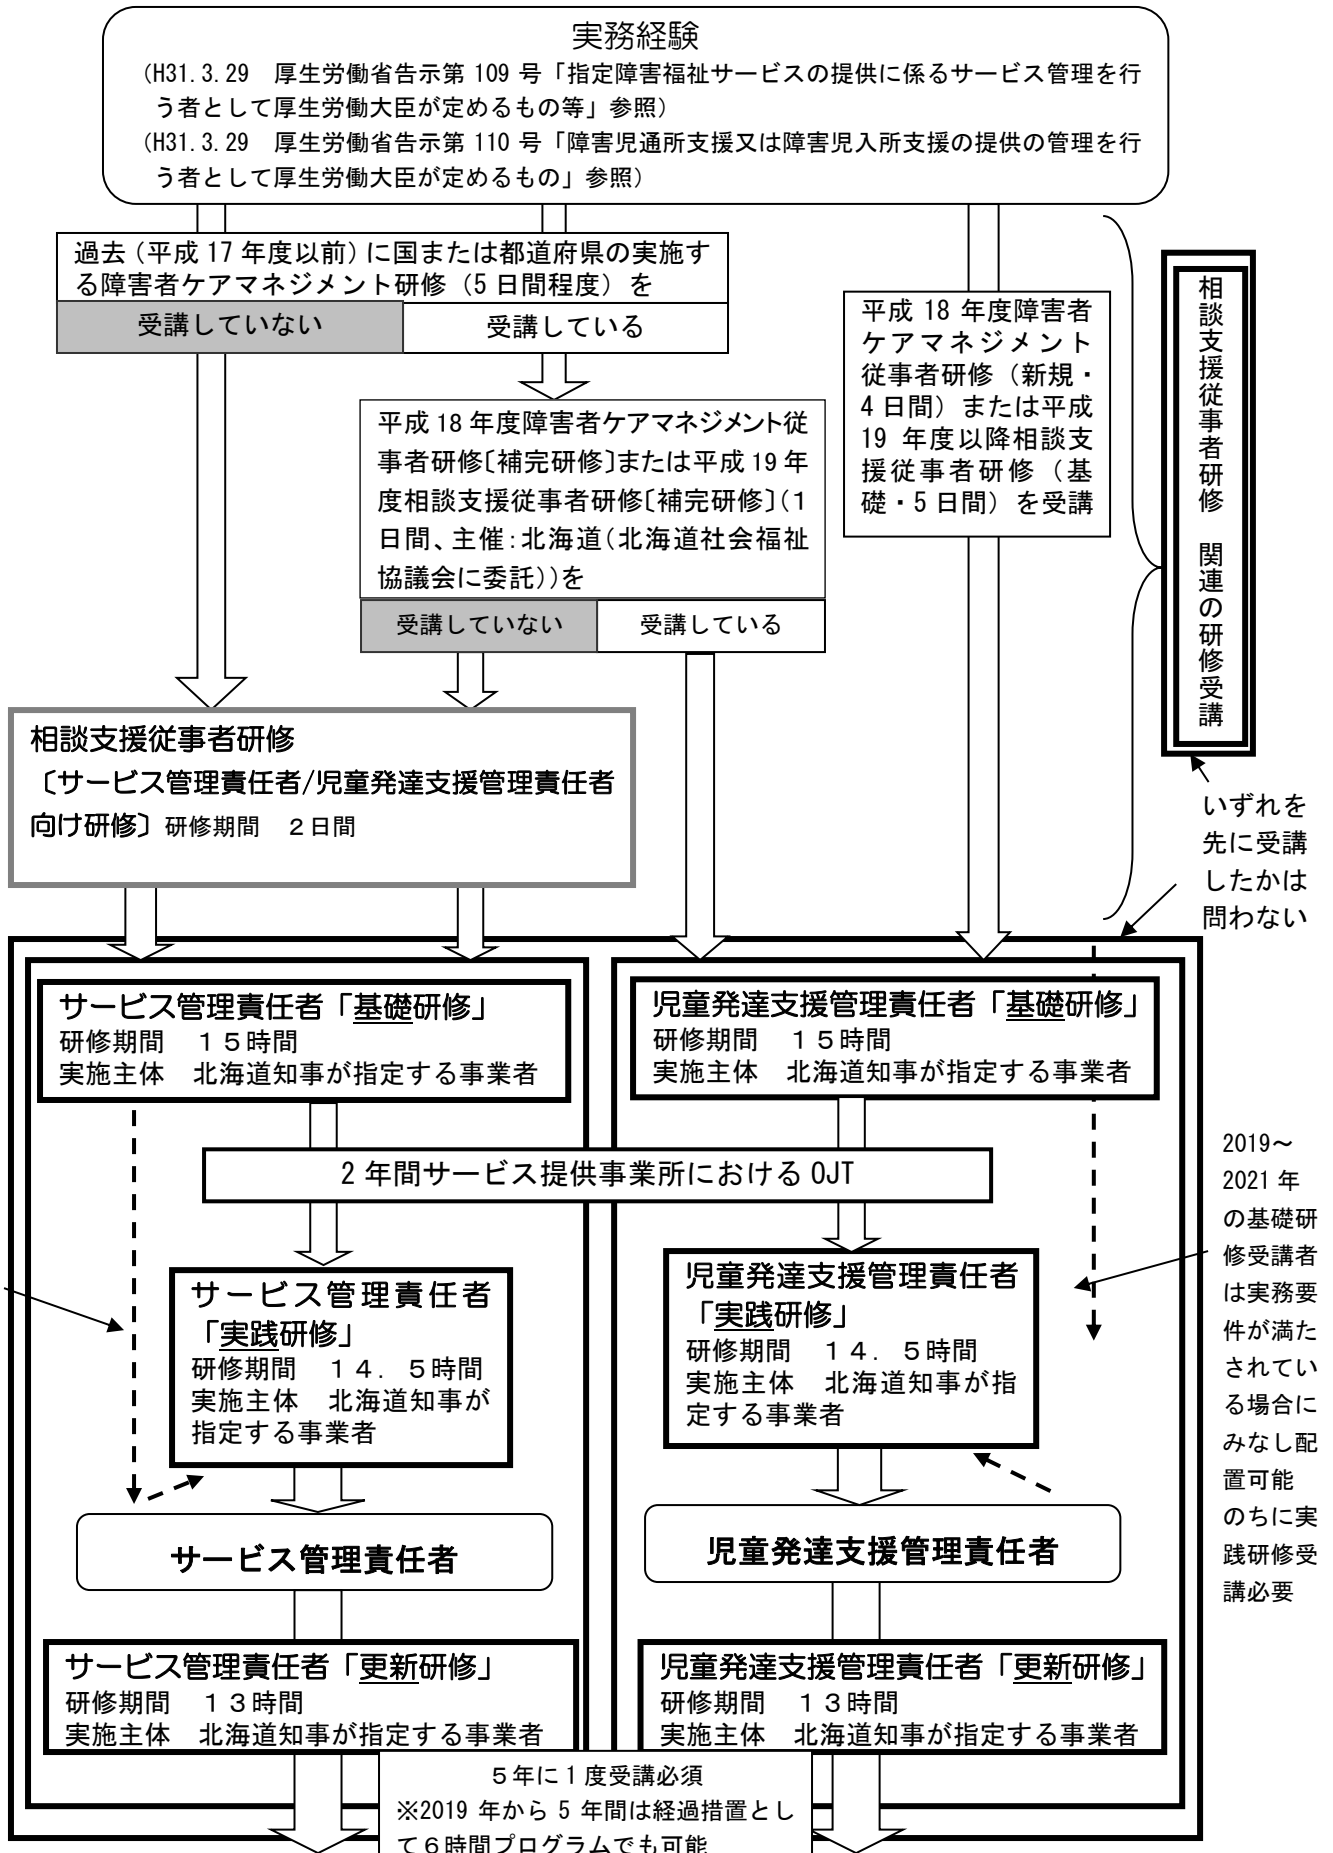 実務経験
（H31.3.29　厚生労働省告示第 109 号「指定障害福祉サービスの提供に係るサービス管理を行
う者として厚生労働大臣が定めるもの等」参照）
（H31.3.29　厚生労働省告示第 110 号「障害児通所支援又は障害児入所支援の提供の管理を行
う者として厚生労働大臣が定めるもの」参照）
過去（平成 17 年度以前）に国または都道府県の実施す
る障害者ケアマネジメント研修（5 日間程度）を
受講していない
受講している
平成 18 年度障害者ケアマネジメント従
事者研修〔補完研修〕または平成 19 年
度相談支援従事者研修〔補完研修〕（1
日間、主催：北海道（北海道社会福祉
協議会に委託））を
受講していない
受講している
平成 18 年度障害者
ケアマネジメント
従事者研修（新規・
4 日間）または平成
19 年度以降相談支
援従事者研修（基
礎・5 日間）を受講
相談支援従事者研修　関連の研修受講
いずれを
先に受講
したかは
問わない
相談支援従事者研修
〔サービス管理責任者/児童発達支援管理責任者
向け研修〕研修期間　２日間
サービス管理責任者「基礎研修」
研修期間　１５時間
実施主体　北海道知事が指定する事業者
児童発達支援管理責任者「基礎研修」
研修期間　１５時間
実施主体　北海道知事が指定する事業者
2 年間サービス提供事業所における OJT
サービス管理責任者
「実践研修」
研修期間　１４．５時間
実施主体　北海道知事が
指定する事業者
児童発達支援管理責任者
「実践研修」
研修期間　１４．５時間
実施主体　北海道知事が指
定する事業者
2019～
2021 年
の基礎研
修受講者
は実務要
件が満た
されてい
る場合に
みなし配
置可能
のちに実
践研修受
講必要
サービス管理責任者
児童発達支援管理責任者
サービス管理責任者「更新研修」
研修期間　１３時間
実施主体　北海道知事が指定する事業者
児童発達支援管理責任者「更新研修」
研修期間　１３時間
実施主体　北海道知事が指定する事業者
５年に１度受講必須
※2019 年から 5 年間は経過措置とし
て６時間プログラムでも可能